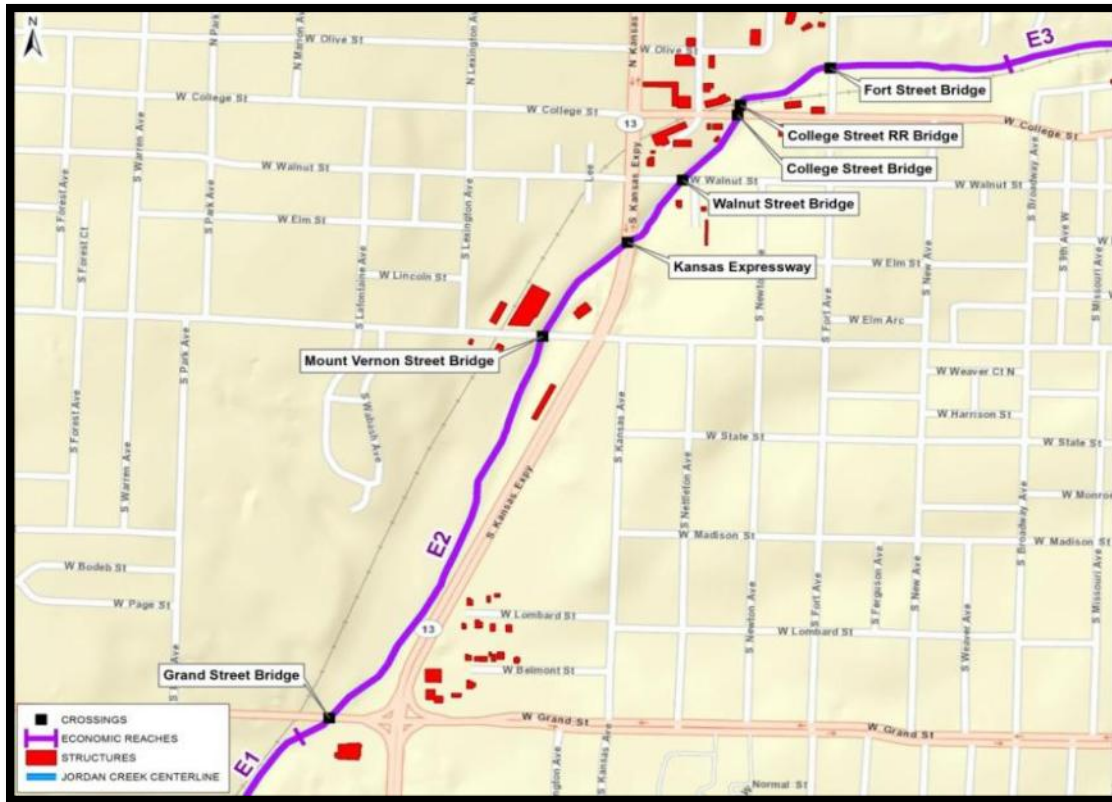 N
N Park A
N Marion Av
W Olive St
N Lexington Av
N Kansas
W Olive St
E3
Fort Street Bridge
W College St
W College St
13
College Street RR Bridge
W College St
College Street Bridge
S Warren Ave
S Forest Ave
S Park Ave
W Walnut St
Lee
S Lexington Ave
S Kansas Expy
W Walnut St
W Walnut St
Walnut Street Bridge
S Broadway Ave
S 9th Ave W
S Missouri Ave
W Elm St
S Forest Ct
S Lafontaine Ave
W Lincoln St
Kansas Expressway
W Elm St
S New Ave
S Fort Ave
W Elm Arc
Mount Vernon Street Bridge
W Weaver Ct N
W Harrison St
S Park Ave
S Forest Ave
S Warren Ave
S Wabash Ave
S Kansas Ave
W State St
W State St
S Kansas Expy
S Nettleton Ave
W Monro
E2
W Madison St
W Madison St
S Broadway Ave
W Bodeb St
W Page St
W Lombard St
W Lombard St
13
S Newton Ave
S Fort Ave
S Ferguson Ave
S New Ave
S Weaver Ave
S Missouri Ave
Grand Street Bridge
W Belmont St
W Grand St
W Grand St
CROSSINGS
ECONOMIC REACHES
STRUCTURES
JORDAN CREEK CENTERLINE
E1
ington Ave
S Kansas Ave
Normal St